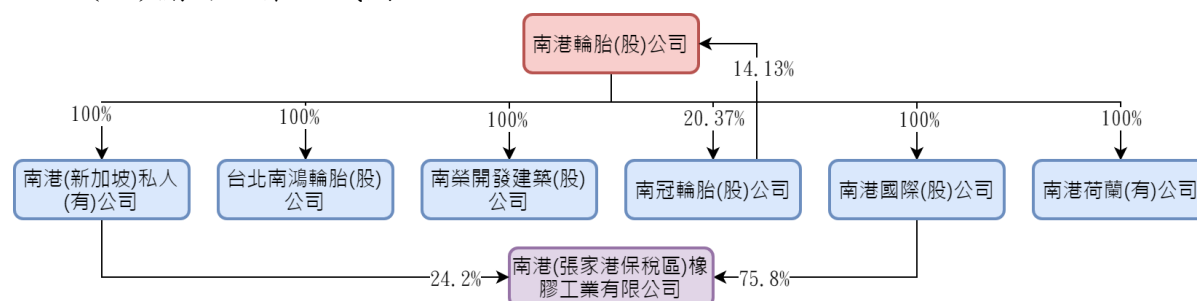 南港輪胎(股)公司
14.13%
100%
100%
100%
20.37%
100%
100%
南港(新加坡)私人
(有)公司
台北南鴻輪胎(股)
公司
南榮開發建築(股)
公司
南冠輪胎(股)公司
南港國際(股)公司
南港荷蘭(有)公司
24.2%
南港(張家港保稅區)橡
膠工業有限公司
75.8%